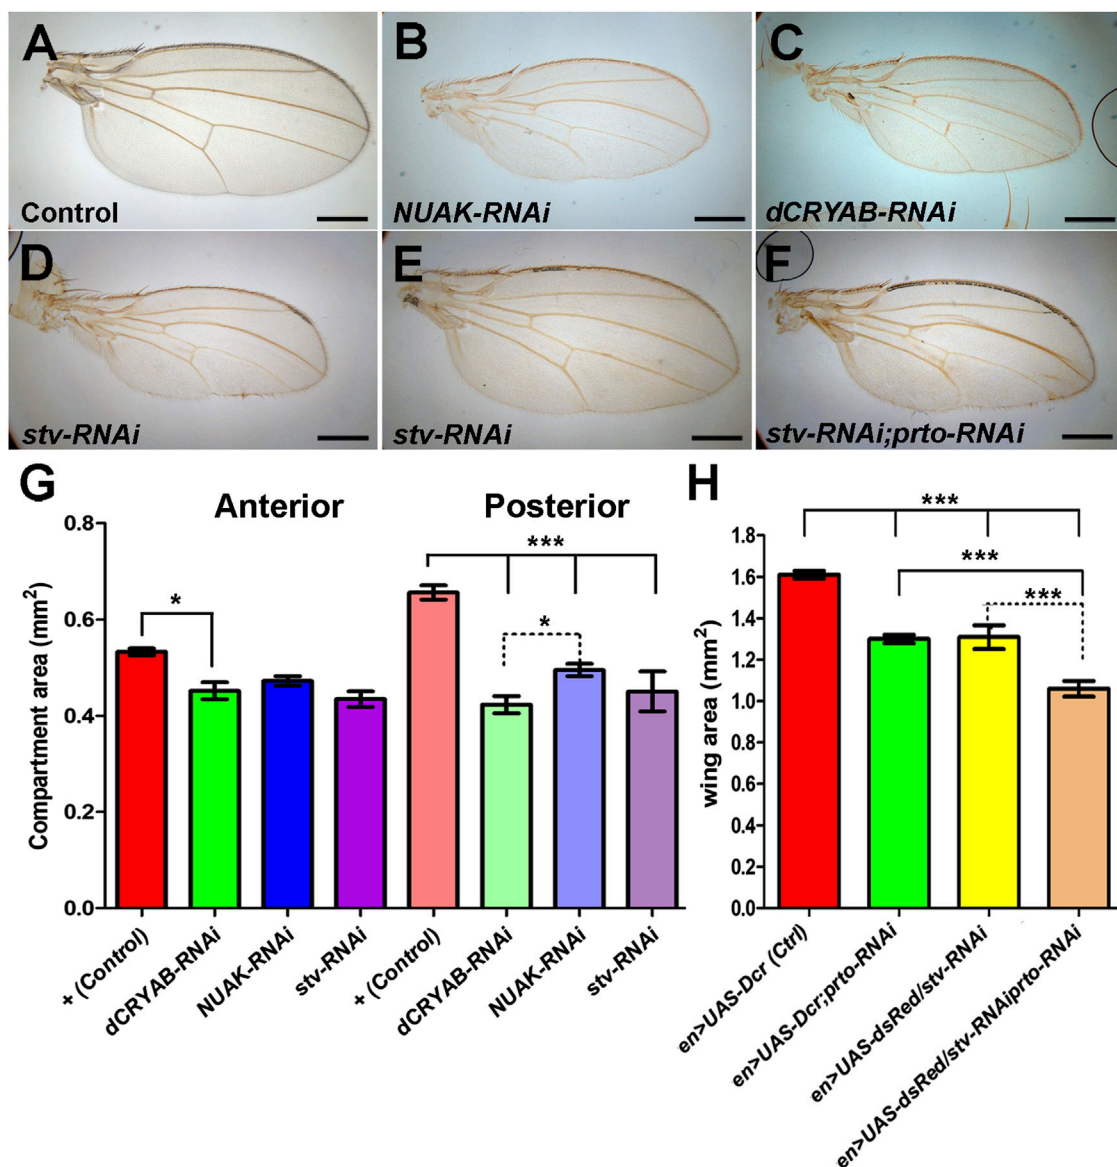 A
Control
B
NUAK-RNAi
C
dCRYAB-RNAi
D
stv-RNAi
E
stv-RNAi
F
stv-RNAi;prto-RNAi
G
Anterior
Posterior
Compartment area (mm2)
0.8
0.6
0.4
0.2
0.0
*
***
*
+ (Control)
dCRYAB-RNAi
NUAK-RNAi
stv-RNAi
+ (Control)
dCRYAB-RNAi
NUAK-RNAi
stv-RNAi
H
wing area (mm2)
1.8
1.6
1.4
1.2
1.0
0.8
0.6
0.4
0.2
0.0
***
***
***
en>UAS-Dcr (Ctrl)
en>UAS-Dcr;prto-RNAi
en>UAS-dsRed/stv-RNAi
en>UAS-dsRed/stv-RNAiprto-RNAi